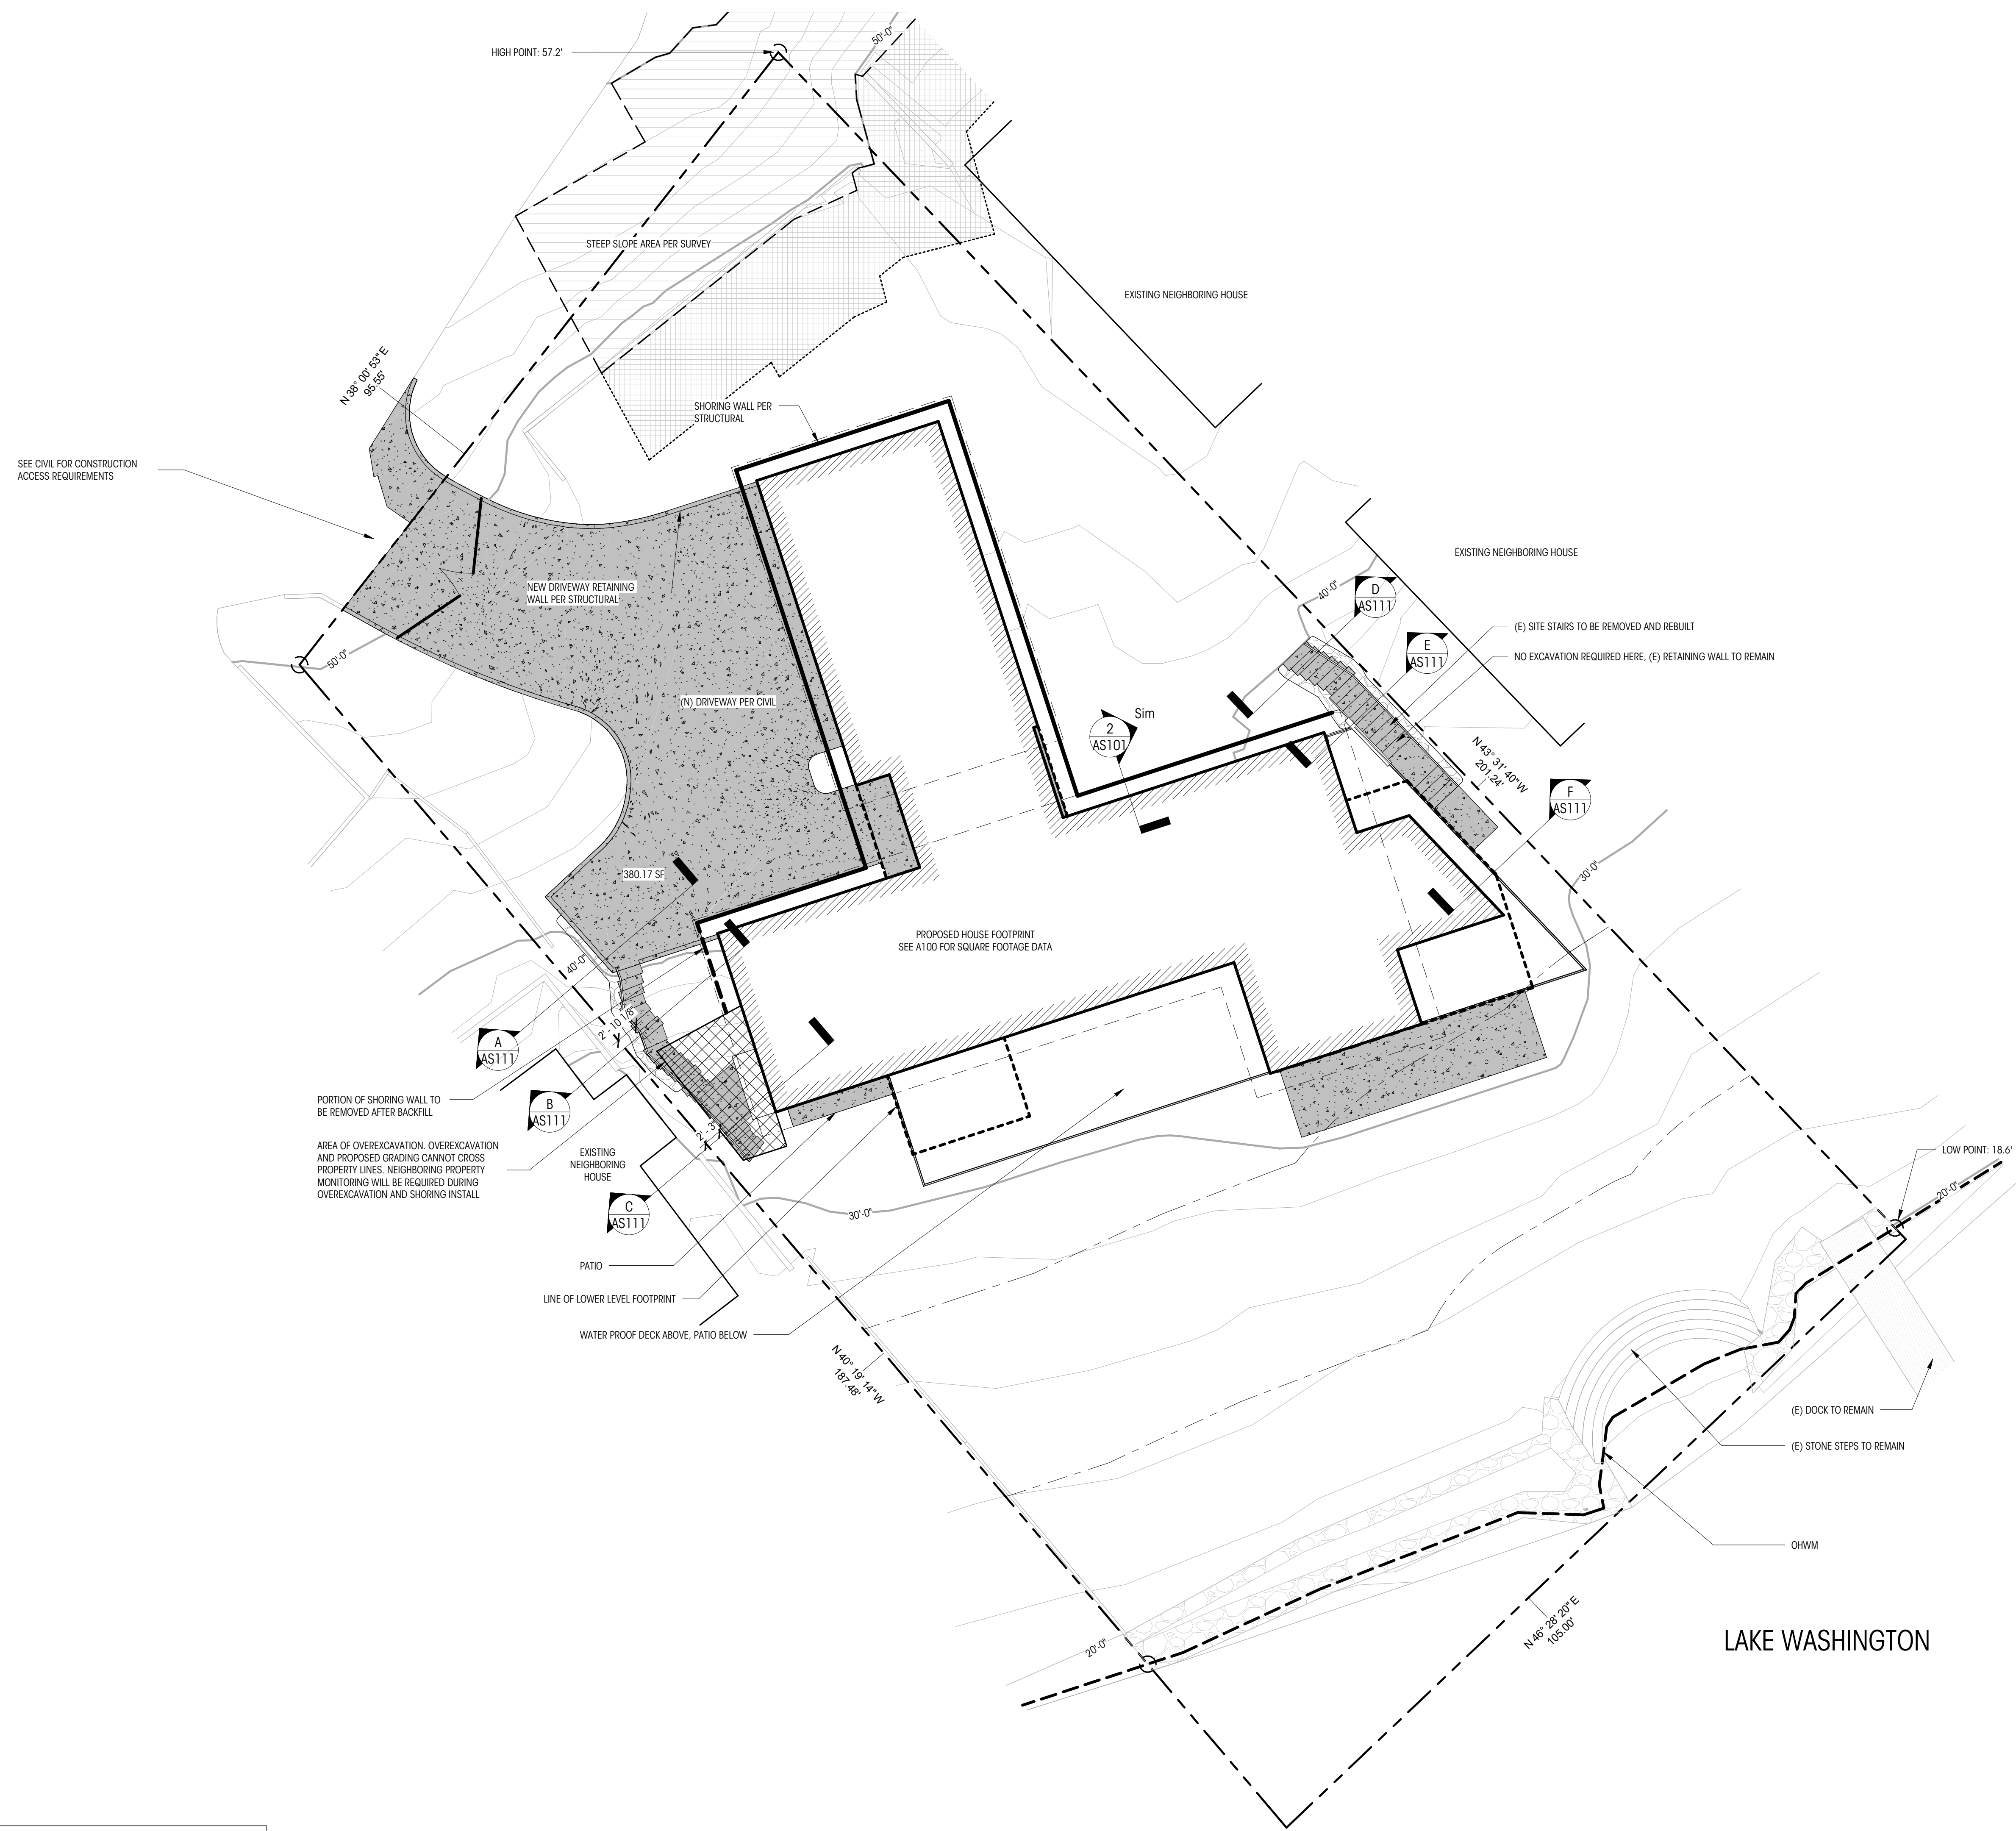 HIGH POINT: 57.2'
50'-0"
STEEP SLOPE AREA PER SURVEY
EXISTING NEIGHBORING HOUSE
N 38° 00' 53" E
95.55'
SHORING WALL PER
STRUCTURAL
SEE CIVIL FOR CONSTRUCTION
ACCESS REQUIREMENTS
EXISTING NEIGHBORING HOUSE
NEW DRIVEWAY RETAINING
WALL PER STRUCTURAL
40'-0"
D
AS111
(E) SITE STAIRS TO BE REMOVED AND REBUILT
E
AS111
NO EXCAVATION REQUIRED HERE, (E) RETAINING WALL TO REMAIN
50'-0"
(N) DRIVEWAY PER CIVIL
Sim
2
AS101
N 43° 31' 40" W
201.24'
F
AS111
380.17 SF
30'-0"
PROPOSED HOUSE FOOTPRINT
SEE A100 FOR SQUARE FOOTAGE DATA
40'-0"
2' - 10 1/8"
A
AS111
PORTION OF SHORING WALL TO
BE REMOVED AFTER BACKFILL
B
AS111
AREA OF OVEREXCAVATION. OVEREXCAVATION
AND PROPOSED GRADING CANNOT CROSS
PROPERTY LINES. NEIGHBORING PROPERTY
MONITORING WILL BE REQUIRED DURING
OVEREXCAVATION AND SHORING INSTALL
2' - 3"
EXISTING
NEIGHBORING
HOUSE
C
AS111
30'-0"
LOW POINT: 18.6'
20'-0"
PATIO
LINE OF LOWER LEVEL FOOTPRINT
WATER PROOF DECK ABOVE, PATIO BELOW
N 40° 19' 14" W
187.48'
(E) DOCK TO REMAIN
(E) STONE STEPS TO REMAIN
OHWM
N 46° 28' 20" E
105.00'
20'-0"
LAKE WASHINGTON